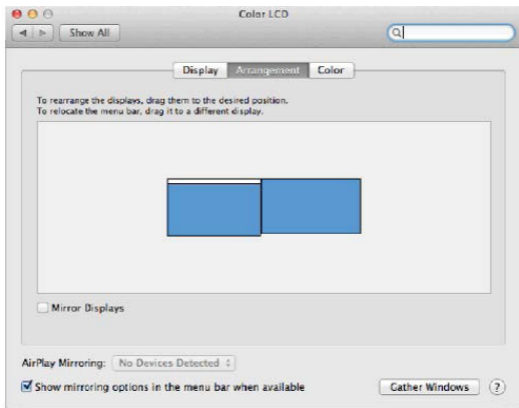 Color LCD
Show All
Display Arrangement Color
To rearrange the displays, drag them to the desired position.
To relocate the menu bar, drag it to a different display.
Mirror Displays
AirPlay Mirroring: No Devices Detected
Show mirroring options in the menu bar when available
Gather Windows ?